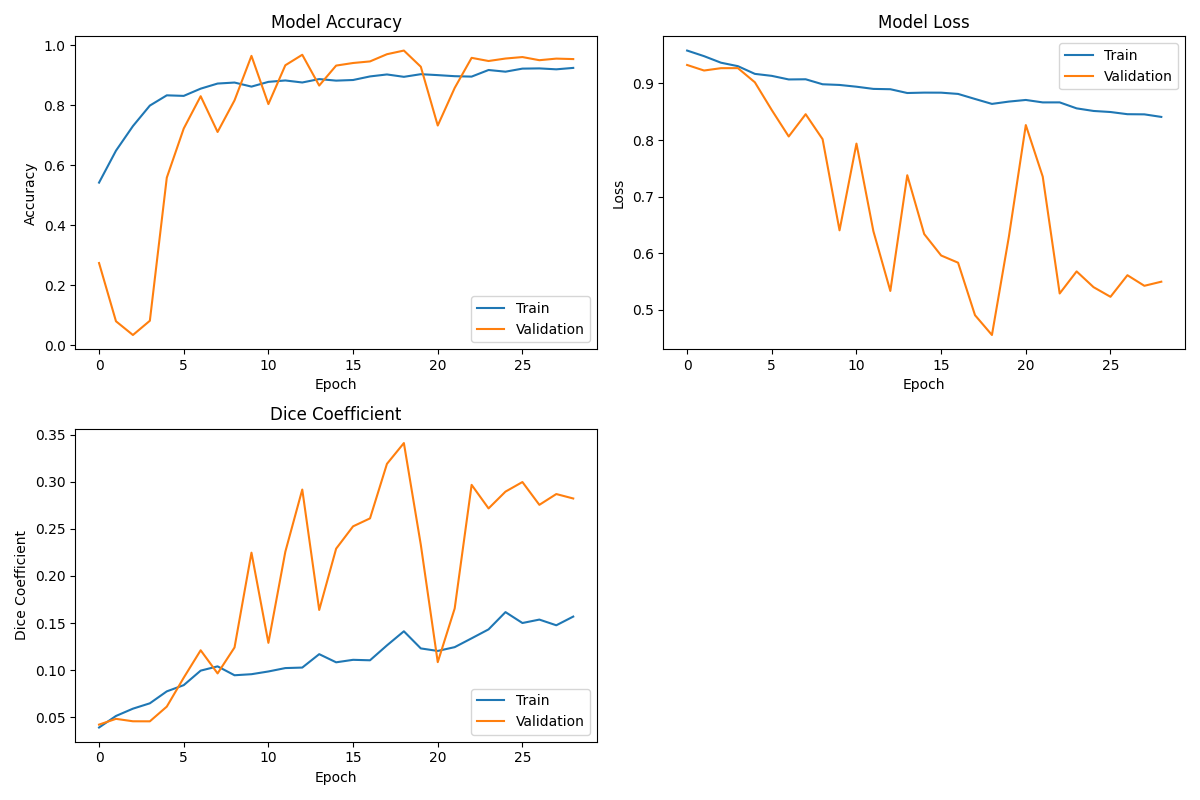 Model Accuracy
1.0
0.8
0.6
0.4
0.2
0.0
Accuracy
0 5 10 15 20 25
Epoch
Train
Validation
Model Loss
0.9
0.8
0.7
0.6
0.5
Loss
0 5 10 15 20 25
Epoch
Train
Validation
Dice Coefficient
0.35
0.30
0.25
0.20
0.15
0.10
0.05
Dice Coefficient
0 5 10 15 20 25
Epoch
Train
Validation